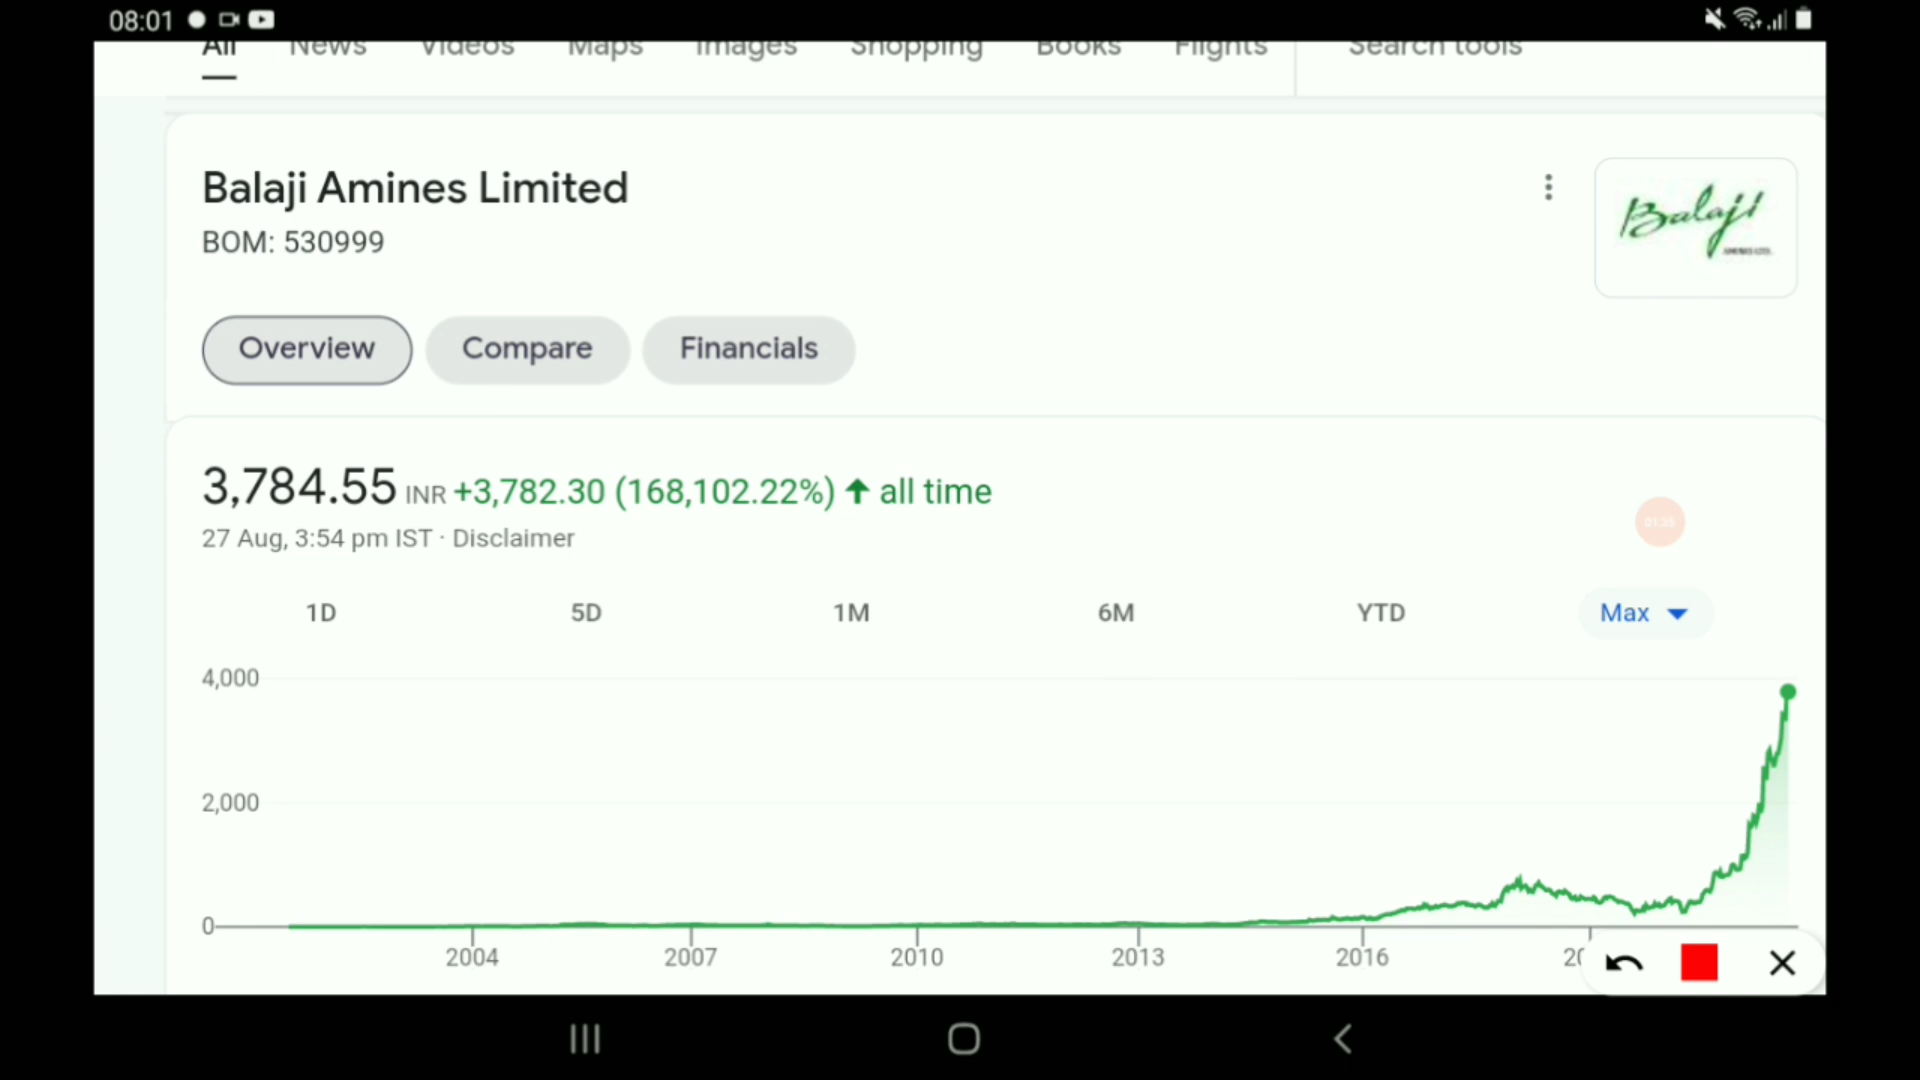 08:01
All News Videos Maps Images Shopping Books Flights Search tools
Balaji Amines Limited
BOM: 530999
Balaji
AMINES LTD.
Overview Compare Financials
3,784.55 INR +3,782.30 (168,102.22%) ↑ all time
27 Aug, 3:54 pm IST · Disclaimer
1D 5D 1M 6M YTD Max
4,000
2,000
0
2004 2007 2010 2013 2016